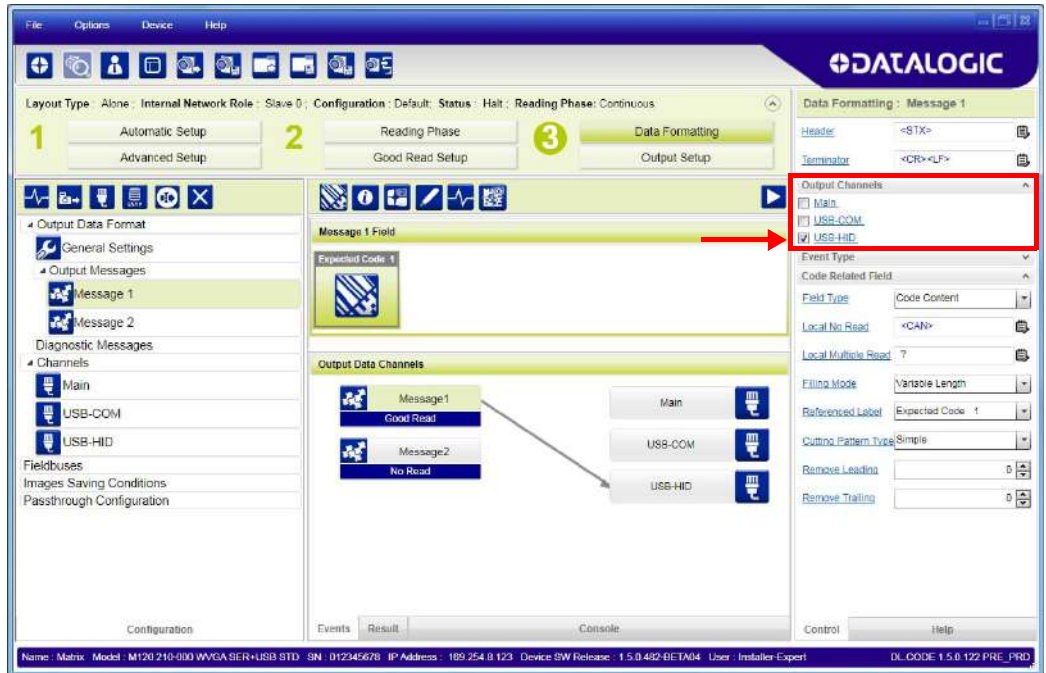 File Options Device Help
DATALOGIC
Layout Type : Alone ; Internal Network Role : Slave 0 ; Configuration : Default; Status : Halt ; Reading Phase: Continuous
1 Automatic Setup
Advanced Setup
2 Reading Phase
Good Read Setup
3 Data Formatting
Output Setup
Output Data Format
General Settings
Output Messages
Message 1
Message 2
Diagnostic Messages
Channels
Main
USB-COM
USB-HID
Fieldbuses
Images Saving Conditions
Passthrough Configuration
Configuration
Message 1 Field
Expected Code 1
Output Data Channels
Message1
Good Read
Message2
No Read
Main
USB-COM
USB-HID
Events Result Console
Data Formatting : Message 1
Header <STX>
Terminator <CR><LF>
Output Channels
Main
USB-COM
USB-HID
Event Type
Code Related Field
Field Type Code Content
Local No Read <CAN>
Local Multiple Read ?
Filling Mode Variable Length
Referenced Label Expected Code 1
Cutting Pattern Type Simple
Remove Leading 0
Remove Trailing 0
Control Help
Name : Matrix Model : M120 210-000 WVGA SER+USB STD SN : 012345678 IP Address : 169.254.8.123 Device SW Release : 1.5.0.482-BETA04 User : Installer-Expert DL.CODE 1.5.0.122 PRE_PRD